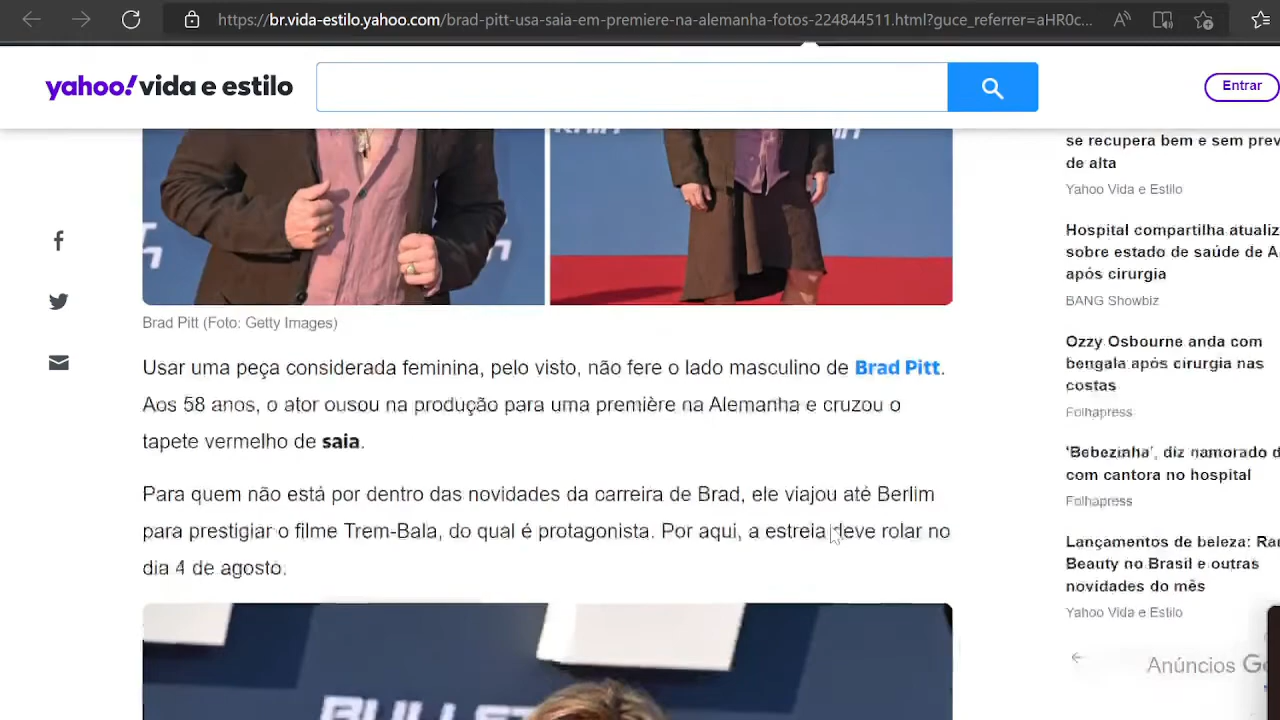 https://br.vida-estilo.yahoo.com/brad-pitt-usa-saia-em-premiere-na-alemanha-fotos-224844511.html?guce_referrer=aHR0c...
yahoo!vida e estilo
Entrar
Brad Pitt (Foto: Getty Images)
Usar uma peça considerada feminina, pelo visto, não fere o lado masculino de Brad Pitt.
Aos 58 anos, o ator ousou na produção para uma première na Alemanha e cruzou o
tapete vermelho de saia.
Para quem não está por dentro das novidades da carreira de Brad, ele viajou até Berlim
para prestigiar o filme Trem-Bala, do qual é protagonista. Por aqui, a estreia deve rolar no
dia 4 de agosto.
BULLET
se recupera bem e sem prev
de alta
Yahoo Vida e Estilo
Hospital compartilha atualiz
sobre estado de saúde de A
após cirurgia
BANG Showbiz
Ozzy Osbourne anda com
bengala após cirurgia nas
costas
Folhapress
'Bebezinha', diz namorado d
com cantora no hospital
Folhapress
Lançamentos de beleza: Ra
Beauty no Brasil e outras
novidades do mês
Yahoo Vida e Estilo
Anúncios Go